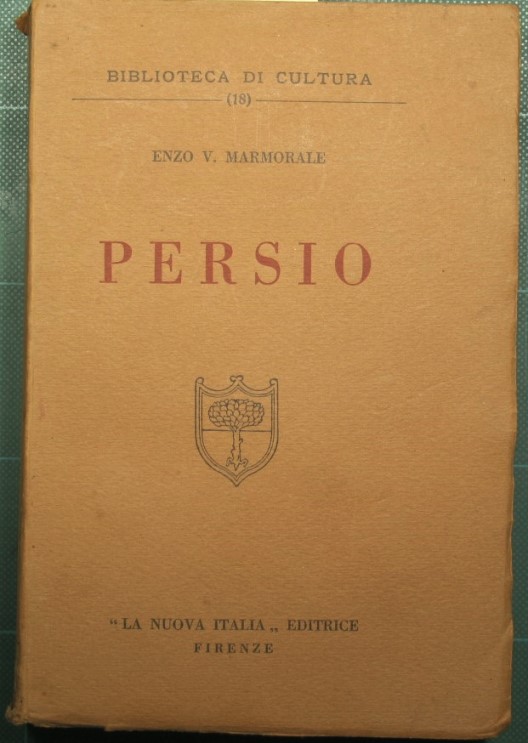 BIBLIOTECA DI CULTURA
(18)
ENZO V. MARMORALE
PERSIO
“LA NUOVA ITALIA„ EDITRICE
FIRENZE